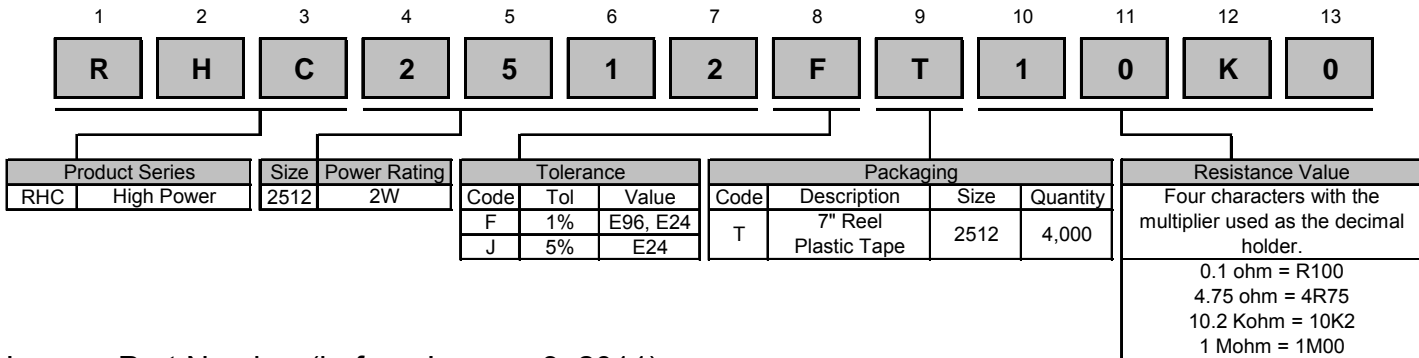 1 2 3 4 5 6 7 8 9 10 11 12 13
R H C 2 5 1 2 F T 1 0 K 0
Product Series
RHC High Power
Size Power Rating
2512 2W
Tolerance
Code Tol Value
F 1% E96, E24
J 5% E24
Packaging
Code Description Size Quantity
T 7" Reel Plastic Tape 2512 4,000
Resistance Value
Four characters with the
multiplier used as the decimal
holder.
0.1 ohm = R100
4.75 ohm = 4R75
10.2 Kohm = 10K2
1 Mohm = 1M00